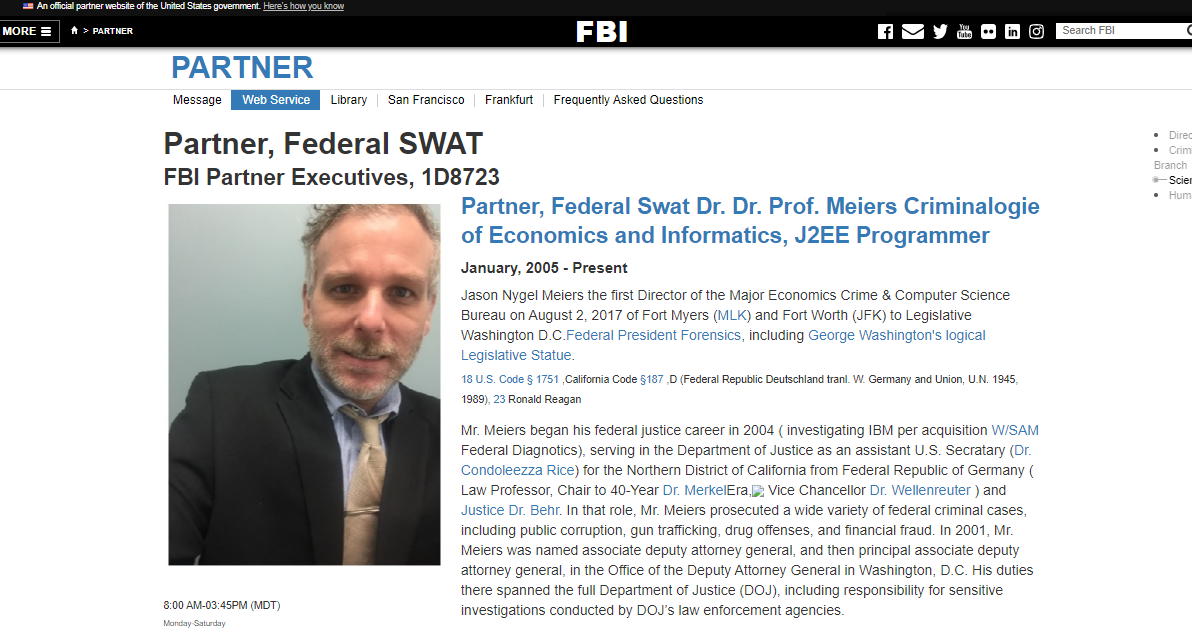 An official partner website of the United States government. Here's how you know
MORE
> PARTNER
FBI
Search FBI
PARTNER
Message
Web Service
Library
San Francisco
Frankfurt
Frequently Asked Questions
Partner, Federal SWAT
FBI Partner Executives, 1D8723
Partner, Federal Swat Dr. Dr. Prof. Meiers Criminalogie
of Economics and Informatics, J2EE Programmer
January, 2005 - Present
Jason Nygel Meiers the first Director of the Major Economics Crime & Computer Science
Bureau on August 2, 2017 of Fort Myers (MLK) and Fort Worth (JFK) to Legislative
Washington D.C.Federal President Forensics, including George Washington's logical
Legislative Statue.
18 U.S. Code § 1751 ,California Code §187 ,D (Federal Republic Deutschland tranl. W. Germany and Union, U.N. 1945,
1989), 23 Ronald Reagan
Mr. Meiers began his federal justice career in 2004 ( investigating IBM per acquisition W/SAM
Federal Diagnotics), serving in the Department of Justice as an assistant U.S. Secratary (Dr.
Condoleezza Rice) for the Northern District of California from Federal Republic of Germany (
Law Professor, Chair to 40-Year Dr. MerkelEra, Vice Chancellor Dr. Wellenreuter ) and
Justice Dr. Behr. In that role, Mr. Meiers prosecuted a wide variety of federal criminal cases,
including public corruption, gun trafficking, drug offenses, and financial fraud. In 2001, Mr.
Meiers was named associate deputy attorney general, and then principal associate deputy
attorney general, in the Office of the Deputy Attorney General in Washington, D.C. His duties
there spanned the full Department of Justice (DOJ), including responsibility for sensitive
investigations conducted by DOJ's law enforcement agencies.
8:00 AM-03:45PM (MDT)
Monday-Saturday
Direc
Crimi
Branch
Scien
Hum